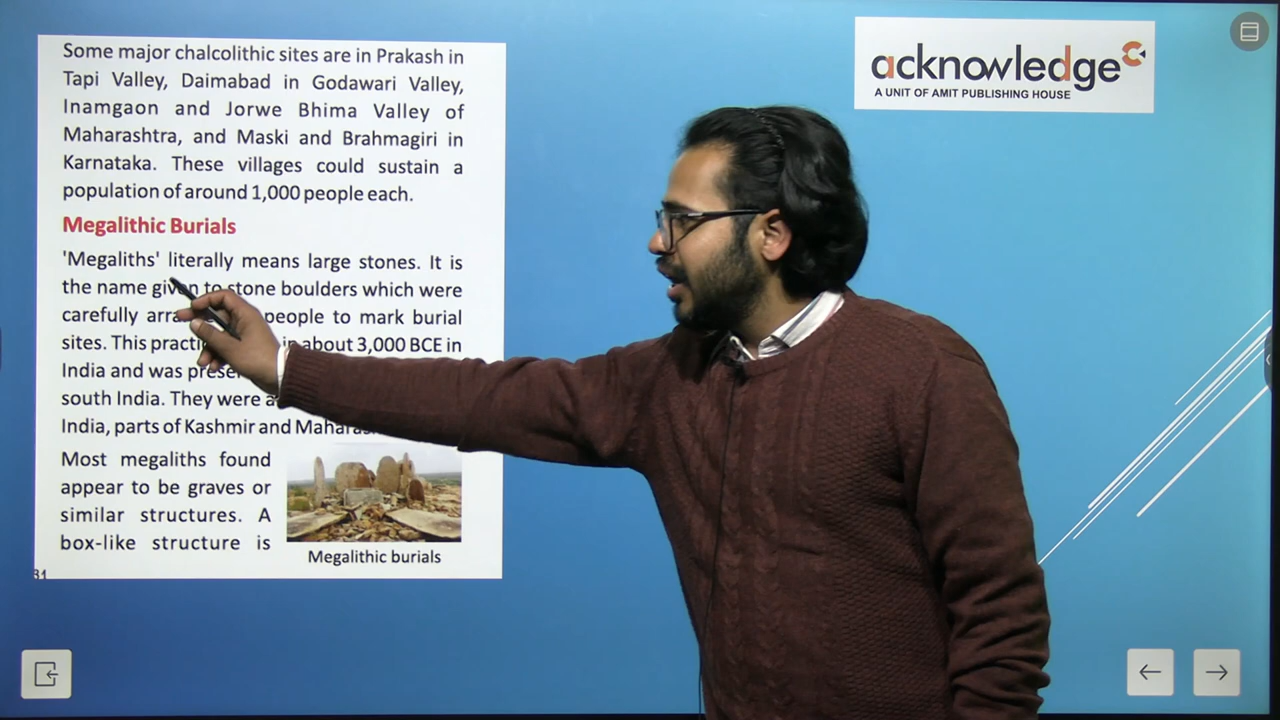 Some major chalcolithic sites are in Prakash in
Tapi Valley, Daimabad in Godawari Valley,
Inamgaon and Jorwe Bhima Valley of
Maharashtra, and Maski and Brahmagiri in
Karnataka. These villages could sustain a
population of around 1,000 people each.
Megalithic Burials
'Megaliths' literally means large stones. It is
the name given to stone boulders which were
carefully people to mark burial
sites. This about 3,000 BCE in
India and was
south India. They were
India, parts of Kashmir and
Most megaliths found
appear to be graves or
similar structures. A
box-like structure is
Megalithic burials
31
acknowledge
A UNIT OF AMIT PUBLISHING HOUSE